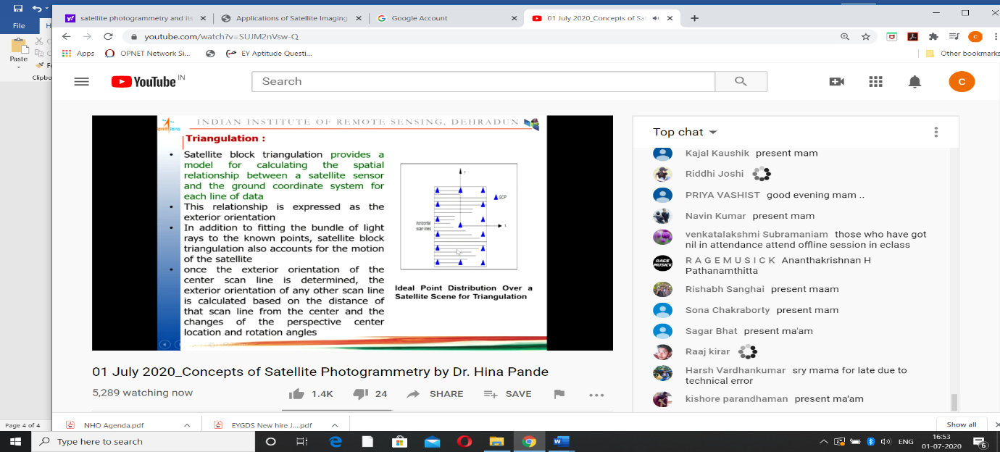 satellite photogrammetry and its
Applications of Satellite Imaging
Google Account
01 July 2020_Concepts of Sat
File
H
youtube.com/watch?v=SUJM2nVsw-Q
C
Paste
Apps
OPNET Network Si...
EY Aptitude Questi...
Other bookmarks
Clipbo
YouTube IN
Search
C
INDIAN INSTITUTE OF REMOTE SENSING, DEHRADUN
Triangulation :
• Satellite block triangulation provides a
model for calculating the spatial
relationship between a satellite sensor
and the ground coordinate system for
each line of data
• This relationship is expressed as the
exterior orientation
• In addition to fitting the bundle of light
rays to the known points, satellite block
triangulation also accounts for the motion
of the satellite
• once the exterior orientation of the
center scan line is determined, the
exterior orientation of any other scan line
is calculated based on the distance of
that scan line from the center and the
changes of the perspective center
location and rotation angles
GCP
horizontal
scan lines
Ideal Point Distribution Over a
Satellite Scene for Triangulation
01 July 2020_Concepts of Satellite Photogrammetry by Dr. Hina Pande
5,289 watching now
1.4K
24
SHARE
SAVE
Top chat
Kajal Kaushik present mam
Riddhi Joshi
PRIYA VASHIST good evening mam ..
Navin Kumar present mam
venkatalakshmi Subramaniam those who have got
nil in attendance attend offline session in eclass
RAGE MUSICK
R A G E M U S I C K Ananthakrishnan H
Pathanamthitta
Rishabh Sanghai present maam
Sona Chakraborty present mam
Sagar Bhat present ma'am
Raaj kirar
Harsh Vardhankumar sry mama for late due to
technical error
kishore parandhaman present ma'am
Page 4 of 4
NHO Agenda.pdf
EYGDS New hire J....pdf
Show all
Type here to search
ENG
16:53
01-07-2020
6